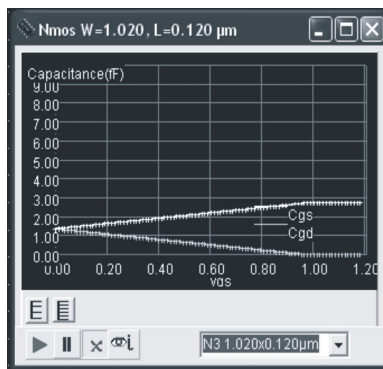 Nmos W=1.020, L=0.120 µm
Capacitance(fF)
9.00
8.00
7.00
6.00
5.00
4.00
3.00
2.00
1.00
0.00
Cgs
Cgd
0.00 0.20 0.40 0.60 0.80 1.00 1.20
vgs
N3 1.020x0.120µm